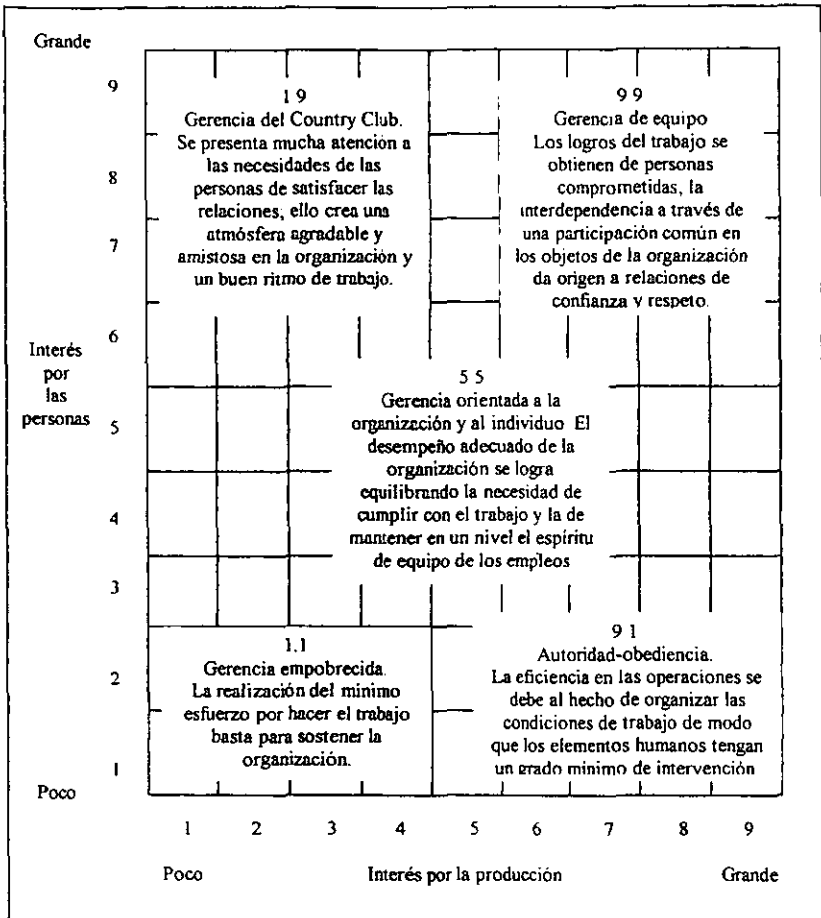 Grande
9
1 9
Gerencia del Country Club.
Se presenta mucha atención a
las necesidades de las
personas de satisfacer las
relaciones, ello crea una
atmósfera agradable y
amistosa en la organización y
un buen ritmo de trabajo.
9 9
Gerencia de equipo
Los logros del trabajo se
obtienen de personas
comprometidas, la
interdependencia a través de
una participación común en
los objetos de la organización
da origen a relaciones de
confianza y respeto.
8
7
6
Interés
por
las
personas
5
4
3
2
1
Poco
5 5
Gerencia orientada a la
organización y al individuo El
desempeño adecuado de la
organización se logra
equilibrando la necesidad de
cumplir con el trabajo y la de
mantener en un nivel el espíritu
de equipo de los empleos
1.1
Gerencia empobrecida.
La realización del mínimo
esfuerzo por hacer el trabajo
basta para sostener la
organización.
9 1
Autoridad-obediencia.
La eficiencia en las operaciones se
debe al hecho de organizar las
condiciones de trabajo de modo
que los elementos humanos tengan
un grado mínimo de intervención
1 2 3 4 5 6 7 8 9
Poco Interés por la producción Grande